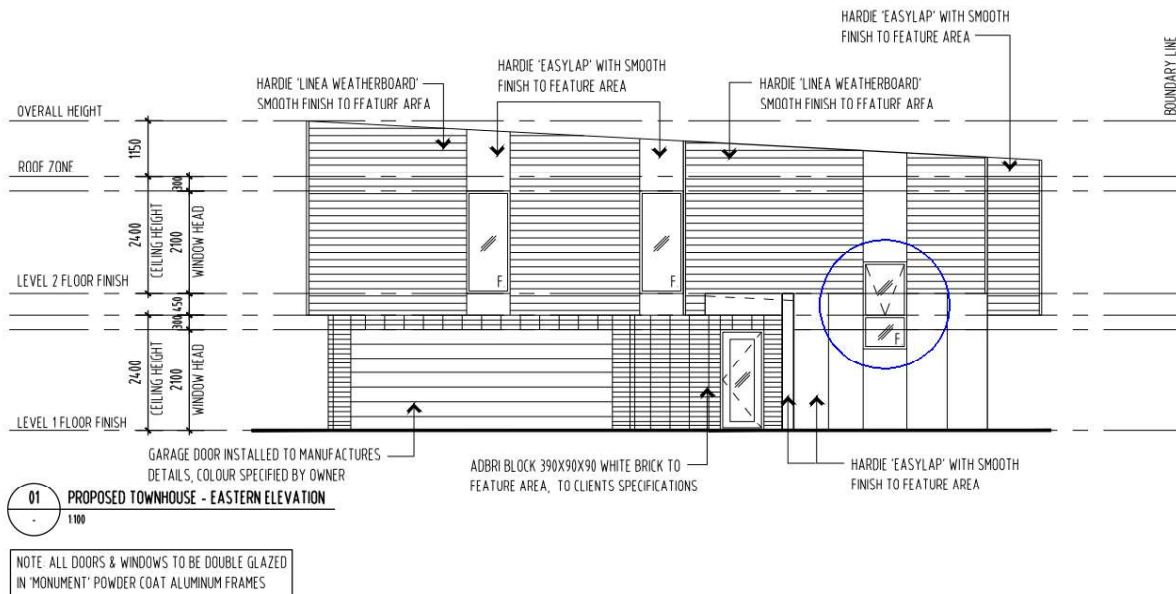 HARDIE 'EASYLAP' WITH SMOOTH
FINISH TO FEATURE AREA
BOUNDARY LINE
HARDIE 'EASYLAP' WITH SMOOTH
FINISH TO FEATURE AREA
HARDIE 'LINEA WEATHERBOARD'
SMOOTH FINISH TO FEATURE AREA
HARDIE 'LINEA WEATHERBOARD'
SMOOTH FINISH TO FEATURE AREA
OVERALL HEIGHT
1150
ROOF ZONE
300
2400
CEILING HEIGHT
2100
WINDOW HEAD
F
F
LEVEL 2 FLOOR FINISH
450
300
F
2400
CEILING HEIGHT
2100
WINDOW HEAD
LEVEL 1 FLOOR FINISH
GARAGE DOOR INSTALLED TO MANUFACTURES
DETAILS, COLOUR SPECIFIED BY OWNER
ADBRI BLOCK 390X90X90 WHITE BRICK TO
FEATURE AREA, TO CLIENTS SPECIFICATIONS
HARDIE 'EASYLAP' WITH SMOOTH
FINISH TO FEATURE AREA
01 PROPOSED TOWNHOUSE - EASTERN ELEVATION
- 1:100
NOTE: ALL DOORS & WINDOWS TO BE DOUBLE GLAZED
IN 'MONUMENT' POWDER COAT ALUMINUM FRAMES